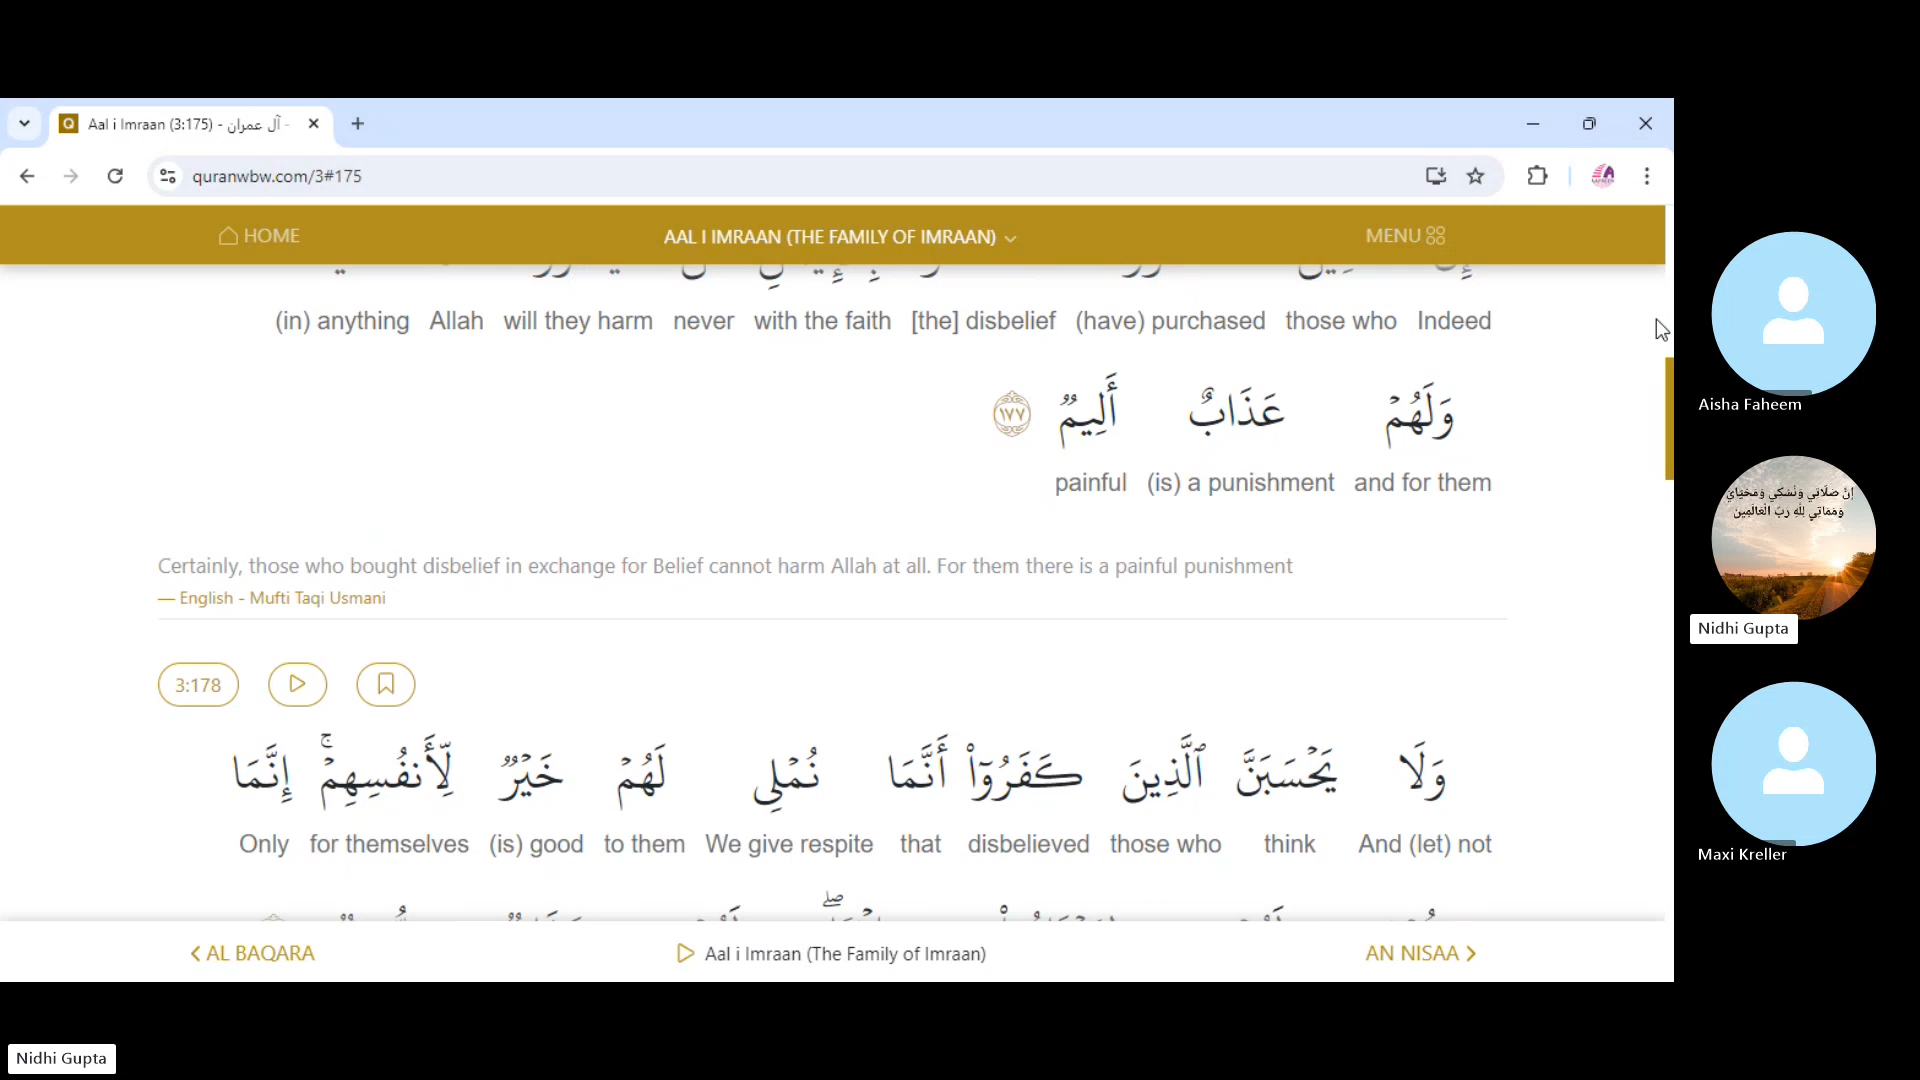 Aal i Imraan (3:175) - آل عمران -
quranwbw.com/3#175
HOME
AAL I IMRAAN (THE FAMILY OF IMRAAN)
MENU
(in) anything Allah will they harm never with the faith [the] disbelief (have) purchased those who Indeed
وَلَهُمۡ عَذَابٌ أَلِيمٌۭ ١٧٧
painful (is) a punishment and for them
Certainly, those who bought disbelief in exchange for Belief cannot harm Allah at all. For them there is a painful punishment
— English - Mufti Taqi Usmani
3:178
وَلَا يَحۡسَبَنَّ ٱلَّذِينَ كَفَرُوٓا۟ أَنَّمَا نُمۡلِى لَهُمۡ خَيۡرٌۭ لِّأَنفُسِهِمۡۚ إِنَّمَا
Only for themselves (is) good to them We give respite that disbelieved those who think And (let) not
AL BAQARA
Aal i Imraan (The Family of Imraan)
AN NISAA
Aisha Faheem
إِنَّ صَلَاتِي وَنُسُكِي وَمَحْيَايَ
وَمَمَاتِي لِلَّهِ رَبِّ الْعَالَمِينَ
Nidhi Gupta
Maxi Kreller
Nidhi Gupta